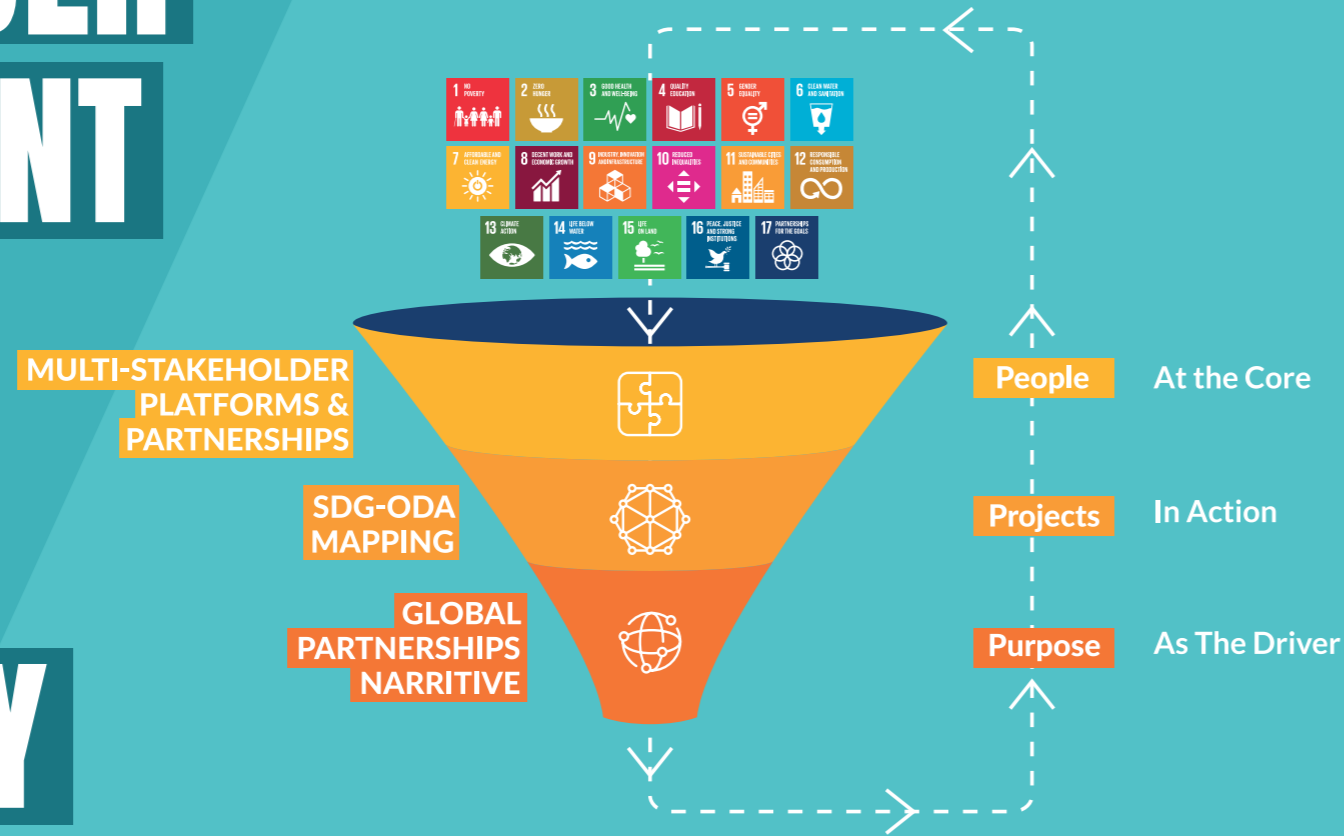 NT
Y
1 NO
POVERTY
2 ZERO
HUNGER
3 GOOD HEALTH
AND WELL-BEING
4 QUALITY
EDUCATION
5 GENDER
EQUALITY
6 CLEAN WATER
AND SANITATION
7 AFFORDABLE AND
CLEAN ENERGY
8 DECENT WORK AND
ECONOMIC GROWTH
9 INDUSTRY, INNOVATION
AND INFRASTRUCTURE
10 REDUCED
INEQUALITIES
11 SUSTAINABLE CITIES
AND COMMUNITIES
12 RESPONSIBLE
CONSUMPTION
AND PRODUCTION
13 CLIMATE
ACTION
14 LIFE BELOW
WATER
15 LIFE
ON LAND
16 PEACE, JUSTICE
AND STRONG
INSTITUTIONS
17 PARTNERSHIPS
FOR THE GOALS
MULTI-STAKEHOLDER
PLATFORMS &
PARTNERSHIPS
SDG-ODA
MAPPING
GLOBAL
PARTNERSHIPS
NARRITIVE
People At the Core
Projects In Action
Purpose As The Driver